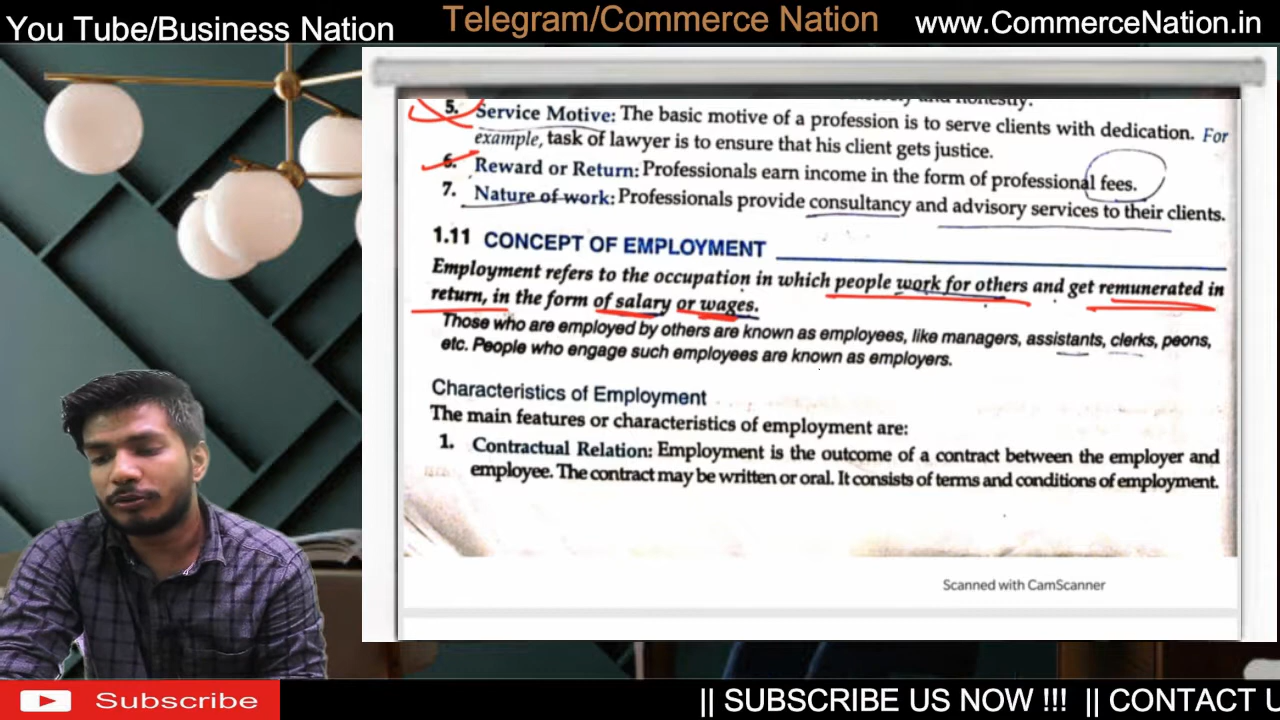 You Tube/Business Nation
Telegram/Commerce Nation
www.CommerceNation.in
and honesty.
5. Service Motive: The basic motive of a profession is to serve clients with dedication. For
example, task of lawyer is to ensure that his client gets justice.
6. Reward or Return: Professionals earn income in the form of professional fees.
7. Nature of work: Professionals provide consultancy and advisory services to their clients.
1.11 CONCEPT OF EMPLOYMENT
Employment refers to the occupation in which people work for others and get remunerated in
return, in the form of salary or wages.
Those who are employed by others are known as employees, like managers, assistants, clerks, peons,
etc. People who engage such employees are known as employers.
Characteristics of Employment
The main features or characteristics of employment are:
1. Contractual Relation: Employment is the outcome of a contract between the employer and
employee. The contract may be written or oral. It consists of terms and conditions of employment.
Scanned with CamScanner
Subscribe
|| SUBSCRIBE US NOW !!! || CONTACT U